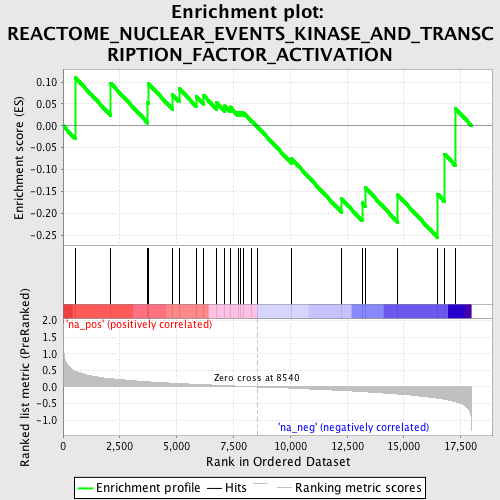 Enrichment plot:
REACTOME_NUCLEAR_EVENTS_KINASE_AND_TRANSC
RIPTION_FACTOR_ACTIVATION
Enrichment score (ES)
0.10
0.05
0.00
-0.05
-0.10
-0.15
-0.20
-0.25
'na_pos' (positively correlated)
Ranked list metric (PreRanked)
2.0
1.5
1.0
0.5
0.0
-0.5
-1.0
Zero cross at 8540
'na_neg' (negatively correlated)
0
2,500
5,000
7,500
10,000
12,500
15,000
17,500
Rank in Ordered Dataset
Enrichment profile
Hits
Ranking metric scores